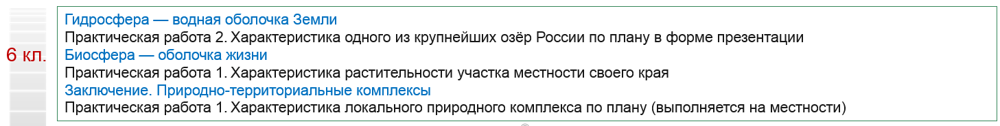 Гидросфера — водная оболочка Земли
Практическая работа 2. Характеристика одного из крупнейших озёр России по плану в форме презентации
6 кл.
Биосфера — оболочка жизни
Практическая работа 1. Характеристика растительности участка местности своего края
Заключение. Природно-территориальные комплексы
Практическая работа 1. Характеристика локального природного комплекса по плану (выполняется на местности)